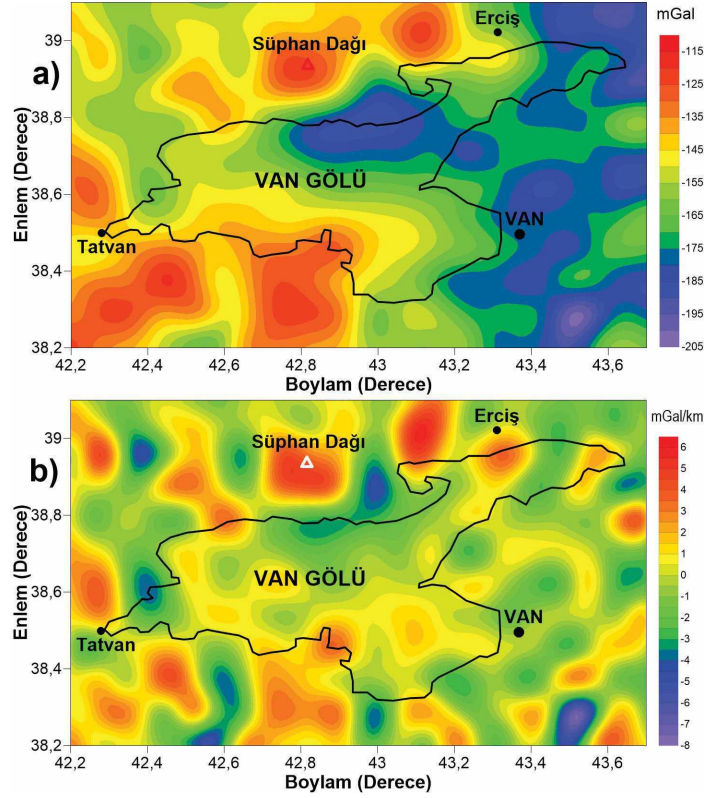 mGal
a)
39
38,8
38,6
38,4
38,2
Enlem (Derece)
Erciş
Süphan Dağı
VAN GÖLÜ
VAN
Tatvan
42,2 42,4 42,6 42,8 43 43,2 43,4 43,6
Boylam (Derece)
-115
-125
-135
-145
-155
-165
-175
-185
-195
-205
mGal/km
b)
39
38,8
38,6
38,4
38,2
Enlem (Derece)
Erciş
Süphan Dağı
VAN GÖLÜ
VAN
Tatvan
42,2 42,4 42,6 42,8 43 43,2 43,4 43,6
Boylam (Derece)
6
5
4
3
2
1
0
-1
-2
-3
-4
-5
-6
-7
-8